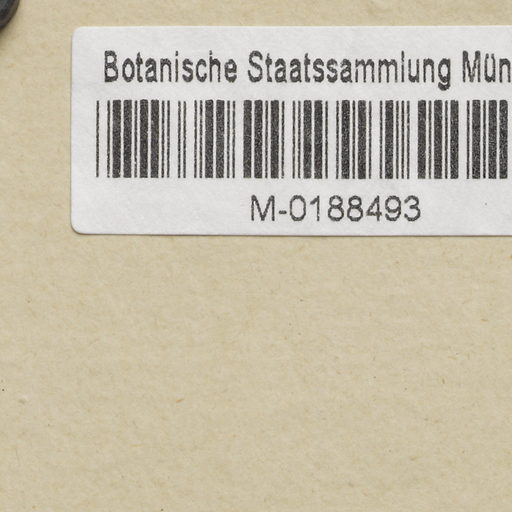 Botanische Staatssammlung Mün
M-0188493